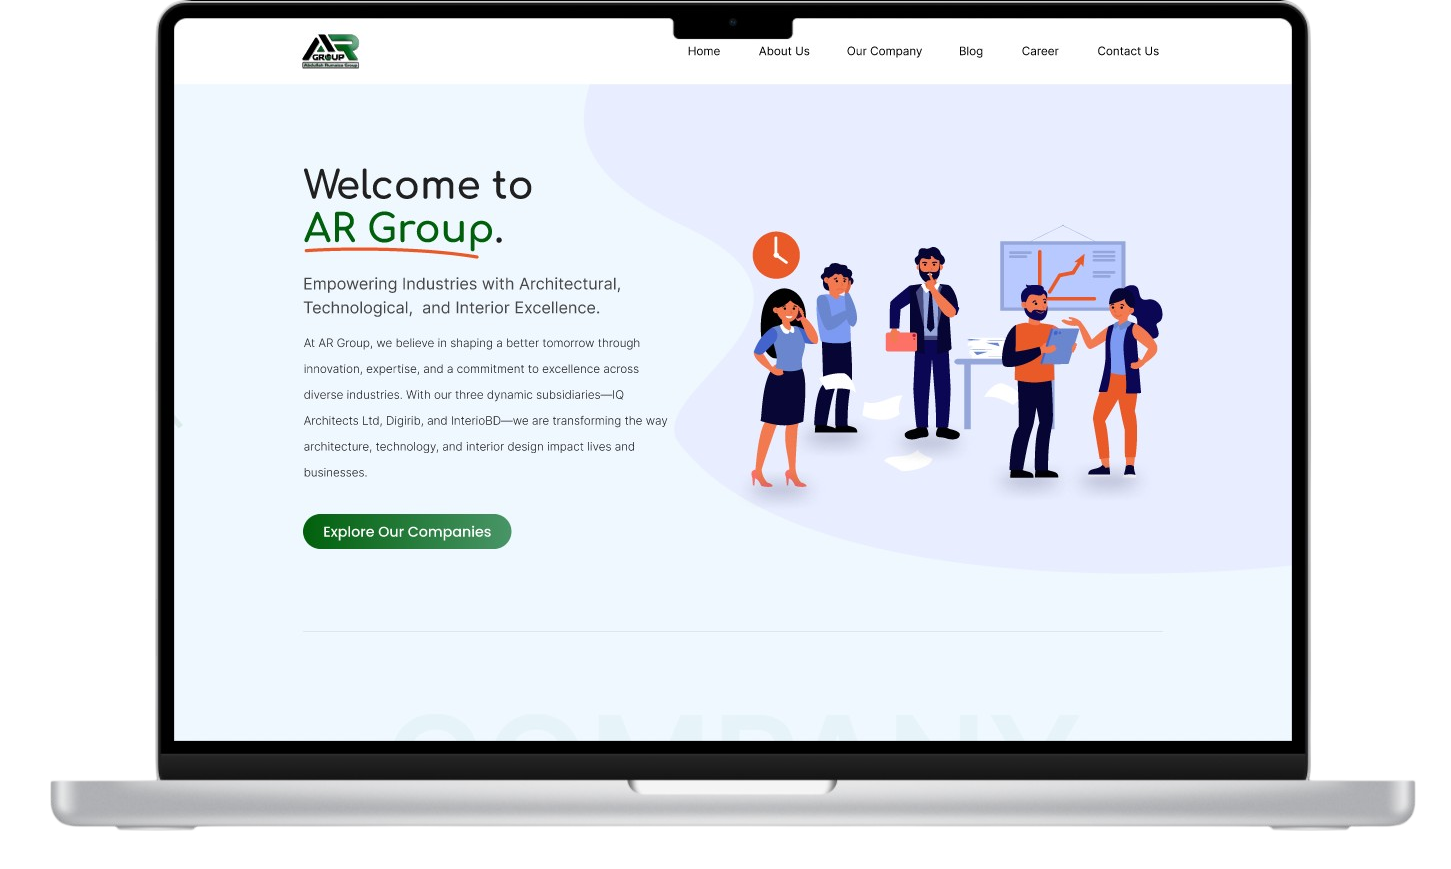 AR
GROUP
Home About Us Our Company Blog Career Contact Us
Welcome to
AR Group.
Empowering Industries with Architectural,
Technological, and Interior Excellence.
At AR Group, we believe in shaping a better tomorrow through
innovation, expertise, and a commitment to excellence across
diverse industries. With our three dynamic subsidiaries—IQ
Architects Ltd, Digirib, and InterioBD—we are transforming the way
architecture, technology, and interior design impact lives and
businesses.
Explore Our Companies
COMPANY